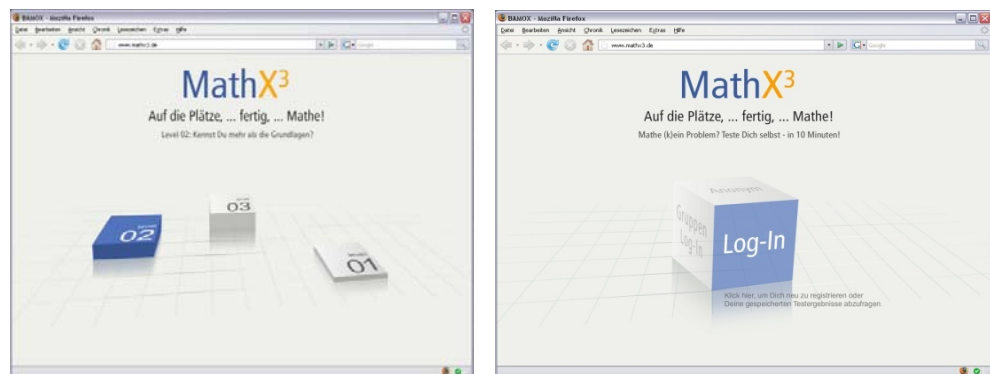 BAMOX - Mozilla Firefox
Datei Bearbeiten Ansicht Chronik Lesezeichen Extras Hilfe
www.mathx3.de
Google
MathX3
Auf die Plätze, ... fertig, ... Mathe!
Level 02: Kennst Du mehr als die Grundlagen?
03
02
01
BAMOX - Mozilla Firefox
Datei Bearbeiten Ansicht Chronik Lesezeichen Extras Hilfe
www.mathx3.de
Google
MathX3
Auf die Plätze, ... fertig, ... Mathe!
Mathe (k)ein Problem? Teste Dich selbst - in 10 Minuten!
Anonym
Gruppen
Log-In
Log-In
Klick hier, um Dich neu zu registrieren oder
Deine gespeicherten Testergebnisse abzufragen.